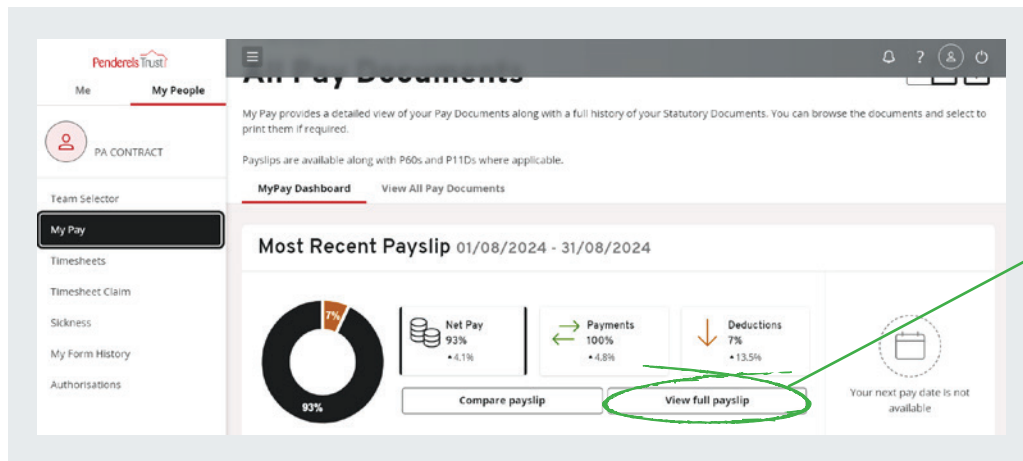 Penderels Trust
Me
My People
PA CONTRACT
Team Selector
My Pay
Timesheets
Timesheet Claim
Sickness
My Form History
Authorisations
?
All Pay Documents
My Pay provides a detailed view of your Pay Documents along with a full history of your Statutory Documents. You can browse the documents and select to
print them if required.
Payslips are available along with P60s and P11Ds where applicable.
MyPay Dashboard
View All Pay Documents
Most Recent Payslip 01/08/2024 - 31/08/2024
7%
93%
Net Pay
93%
• 4.1%
Payments
100%
• 4.8%
Deductions
7%
• 13.5%
Compare payslip
View full payslip
Your next pay date is not
available